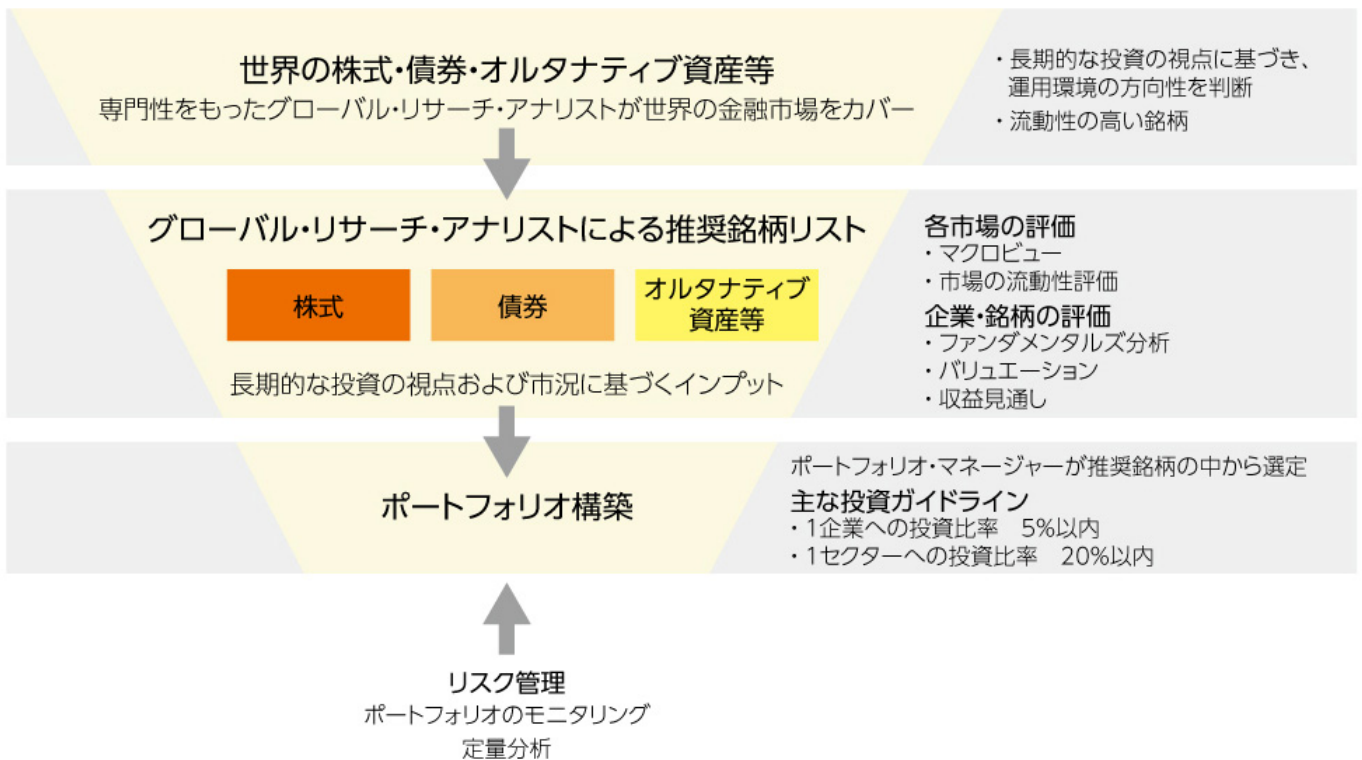 世界の株式・債券・オルタナティブ資産等
専門性をもったグローバル・リサーチ・アナリストが世界の金融市場をカバー
・長期的な投資の視点に基づき、
運用環境の方向性を判断
・流動性の高い銘柄
グローバル・リサーチ・アナリストによる推奨銘柄リスト
株式
債券
オルタナティブ
資産等
長期的な投資の視点および市況に基づくインプット
各市場の評価
・マクロビュー
・市場の流動性評価
企業・銘柄の評価
・ファンダメンタルズ分析
・バリュエーション
・収益見通し
ポートフォリオ構築
ポートフォリオ・マネージャーが推奨銘柄の中から選定
主な投資ガイドライン
・1企業への投資比率　5%以内
・1セクターへの投資比率　20%以内
リスク管理
ポートフォリオのモニタリング
定量分析